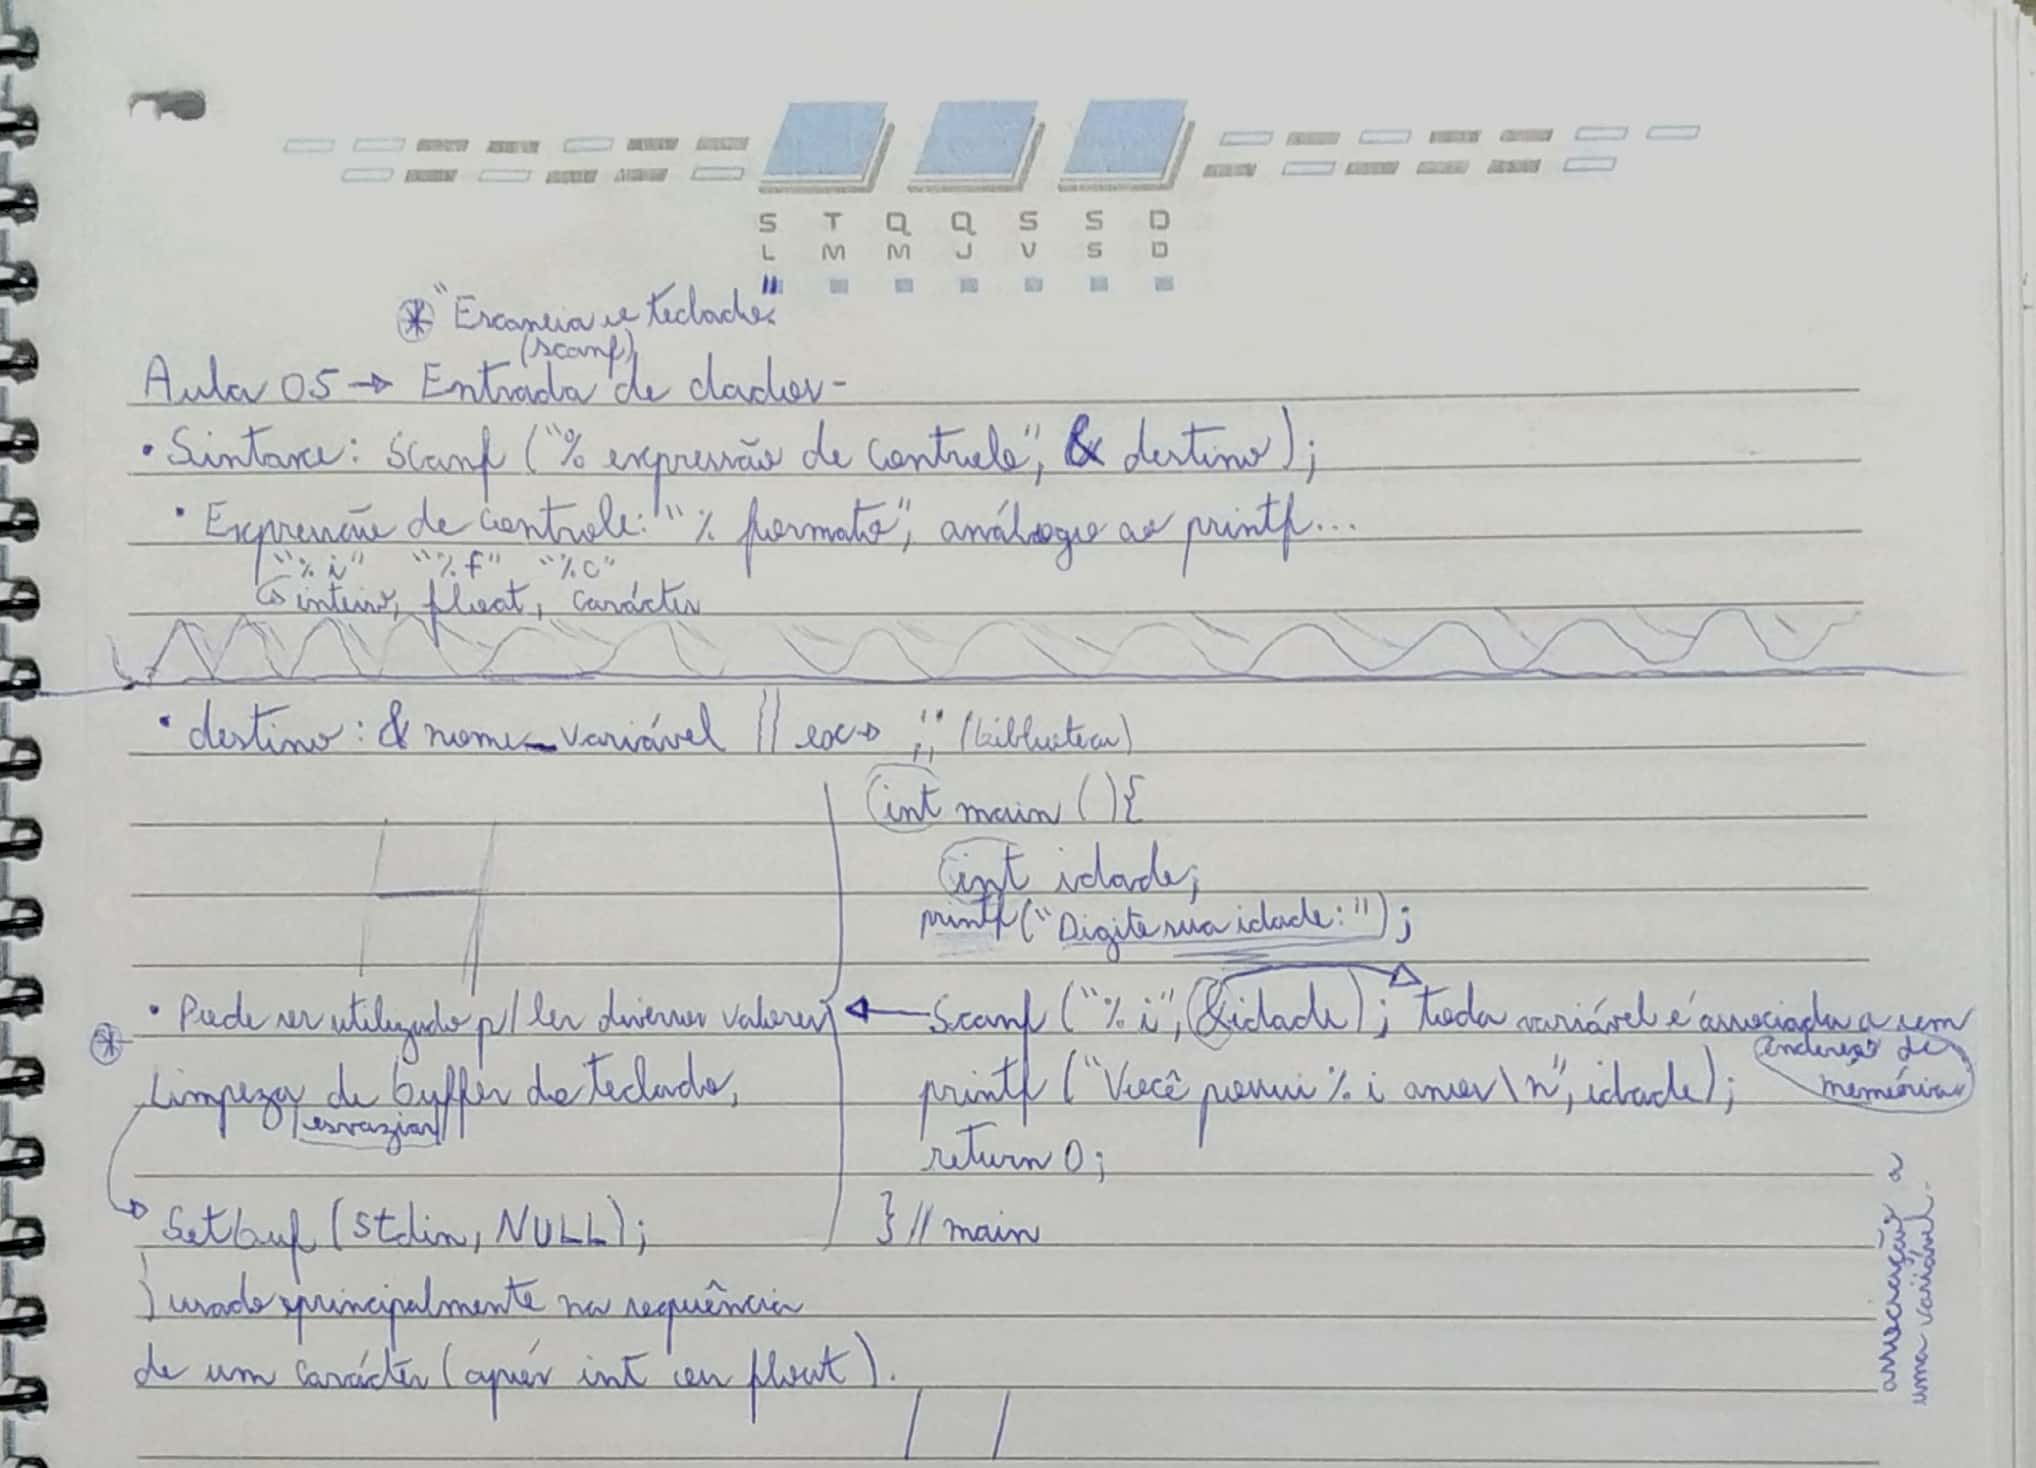 S T Q Q S S D
L M M J V S D
"Escaneia o teclado"
(scanf)
Aula 05 → Entrada de dados-
• Sintaxe: Scanf ("% expressão de controle", & destino);
• Expressão de controle: "% formato", análogo ao printf...
"%i" "%f" "%c"
↳ inteiro, float, carácter
• destino: & nome_variável || ex→ ;; (biblioteca)
int main (){
int idade;
printf("Digite sua idade:");
Scanf ("%i", &idade); toda variável é associada a um
endereço de
memória
printf ("Você possui %i anos\n", idade);
return 0;
} // main
• Pode ser utilizado p/ ler diversos valores
Limpeza de buffer do teclado,
esvaziar
Setbuf (stdin, NULL);
usado principalmente na sequência
de um carácter (após int ou float).
associação a
uma variável.